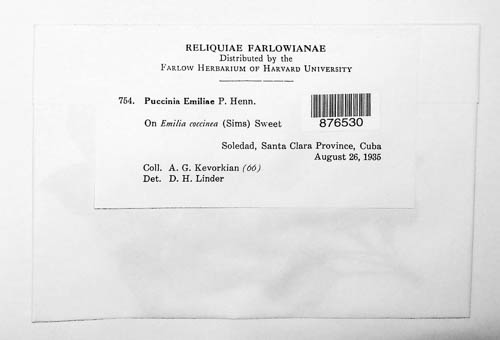 RELIQUIAE FARLOWIANAE
Distributed by the
FARLOW HERBARIUM OF HARVARD UNIVERSITY
754. Puccinia Emiliae P. Henn.
876530
On Emilia coccinea (Sims) Sweet
Soledad, Santa Clara Province, Cuba
August 26, 1935
Coll. A. G. Kevorkian (66)
Det. D. H. Linder